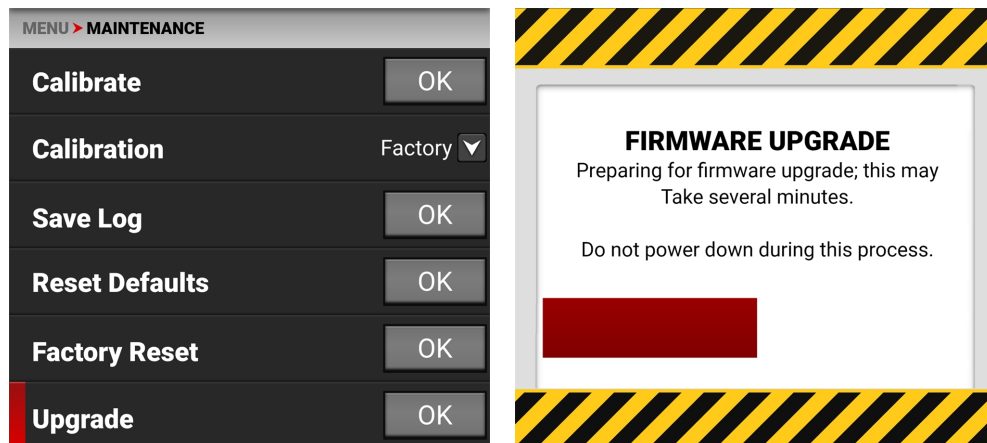 MENU ➤ MAINTENANCE
Calibrate OK
Calibration Factory
Save Log OK
Reset Defaults OK
Factory Reset OK
Upgrade OK
FIRMWARE UPGRADE
Preparing for firmware upgrade; this may
Take several minutes.
Do not power down during this process.